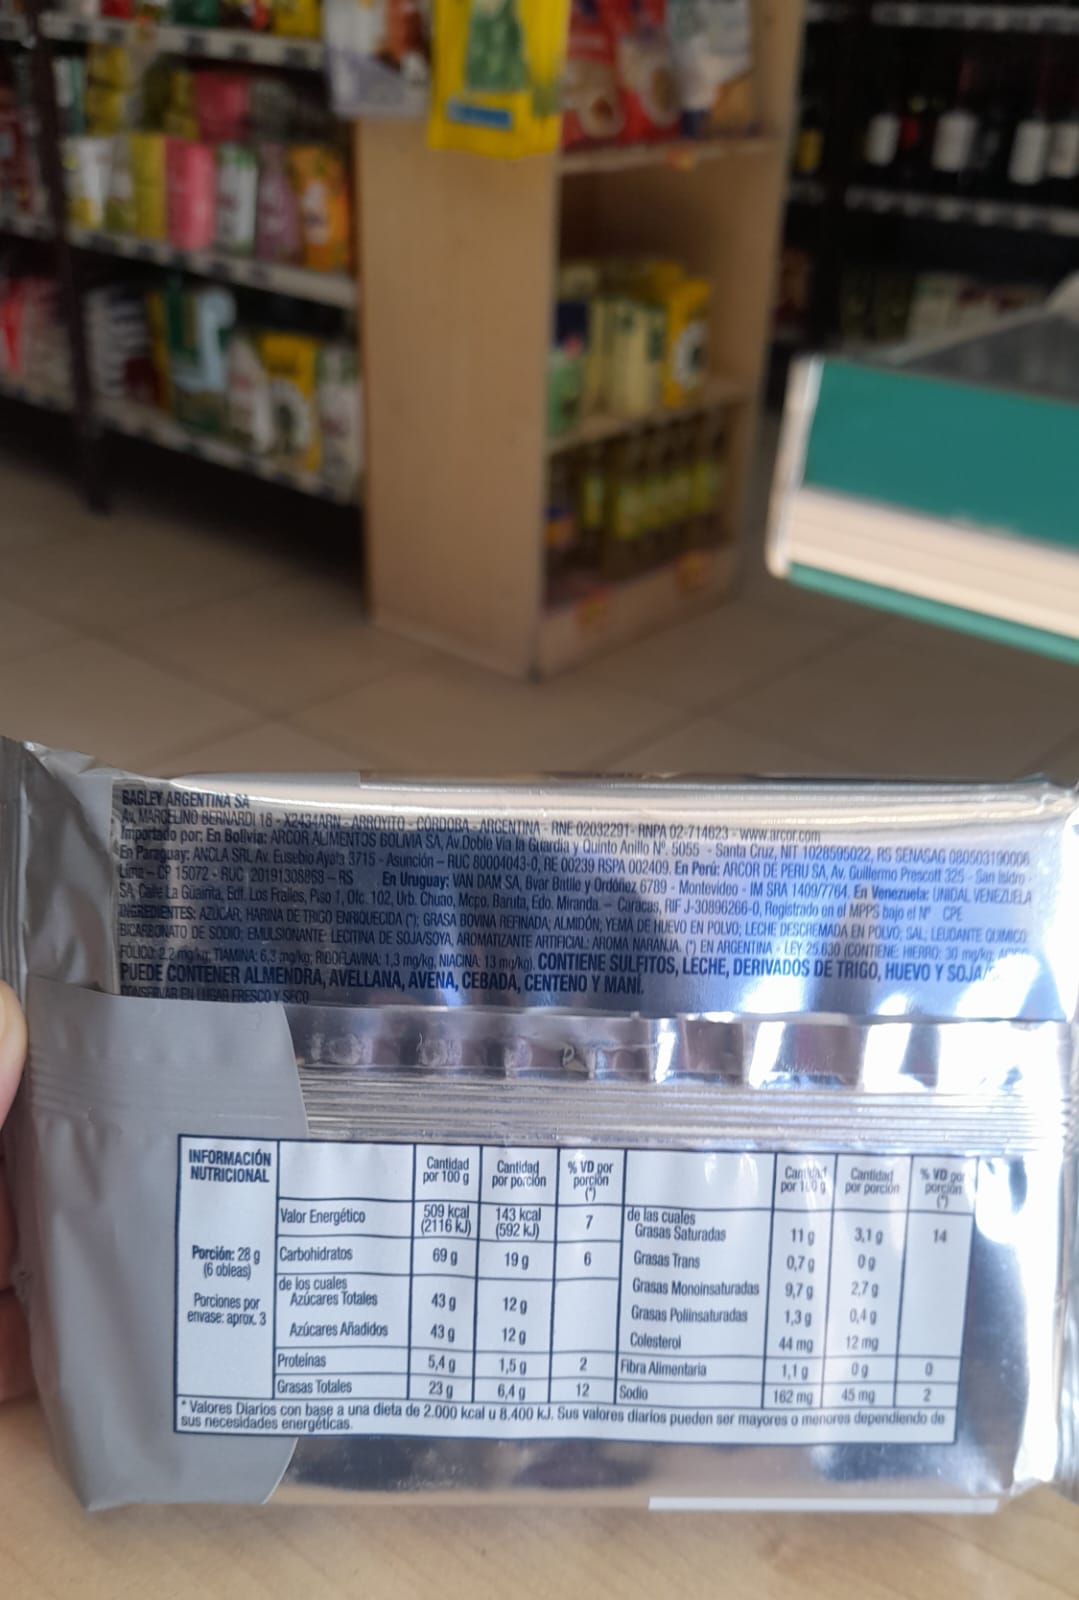 BAGLEY ARGENTINA SA
Av. MARCELINO BERNARDI 18 - X2434ABN - ARROYITO - CÓRDOBA - ARGENTINA - RNE 02032291 - RNPA 02-714623 - www.arcor.com
Importado por: En Bolivia: ARCOR ALIMENTOS BOLIVIA SA, Av.Doble Vía la Guardia y Quinto Anillo Nº. 5055 - Santa Cruz, NIT 1028595022, RS SENASAG 080503190006
En Paraguay: ANCLA SRL, Av. Eusebio Ayala 3715 - Asunción - RUC 80004043-0, RE 00239 RSPA 002409. En Perú: ARCOR DE PERU SA, Av. Guillermo Prescott 325 - San Isidro -
Lima - CP 15072 - RUC 20191308868 - RS En Uruguay: VAN DAM SA, Bvar Batlle y Ordóñez 6789 - Montevideo - IM SRA 1409/7764. En Venezuela: UNIDAL VENEZUELA
SA, Calle La Guairita, Edf. Los Frailes, Piso 1, Ofc. 102, Urb. Chuao, Mcpo. Baruta, Edo. Miranda - Caracas, RIF J-30896266-0, Registrado en el MPPS bajo el Nº CPE
INGREDIENTES: AZÚCAR, HARINA DE TRIGO ENRIQUECIDA (*); GRASA BOVINA REFINADA; ALMIDÓN; YEMA DE HUEVO EN POLVO; LECHE DESCREMADA EN POLVO; SAL; LEUDANTE QUÍMICO:
BICARBONATO DE SODIO; EMULSIONANTE: LECITINA DE SOJA/SOYA, AROMATIZANTE ARTIFICIAL: AROMA NARANJA. (*) EN ARGENTINA - LEY 25.630 (CONTIENE: HIERRO: 30 mg/kg;
FÓLICO: 2,2 mg/kg; TIAMINA: 6,3 mg/kg; RIBOFLAVINA: 1,3 mg/kg, NIACINA: 13 mg/kg). CONTIENE SULFITOS, LECHE, DERIVADOS DE TRIGO, HUEVO Y SOJA/
PUEDE CONTENER ALMENDRA, AVELLANA, AVENA, CEBADA, CENTENO Y MANÍ.
CONSERVAR EN LUGAR FRESCO Y SECO
INFORMACIÓN NUTRICIONAL
Porción: 28 g
(6 obleas)
Porciones por
envase: aprox. 3
Cantidad por 100 g Cantidad por porción % VD por porción (*)
Valor Energético 509 kcal (2116 kJ) 143 kcal (592 kJ) 7
Carbohidratos 69 g 19 g 6
de los cuales
Azúcares Totales 43 g 12 g
Azúcares Añadidos 43 g 12 g
Proteínas 5,4 g 1,5 g 2
Grasas Totales 23 g 6,4 g 12
Cantidad por 100 g Cantidad por porción % VD por porción (*)
de las cuales
Grasas Saturadas 11 g 3,1 g 14
Grasas Trans 0,7 g 0 g
Grasas Monoinsaturadas 9,7 g 2,7 g
Grasas Poliinsaturadas 1,3 g 0,4 g
Colesterol 44 mg 12 mg
Fibra Alimentaria 1,1 g 0 g 0
Sodio 162 mg 45 mg 2
* Valores Diarios con base a una dieta de 2.000 kcal u 8.400 kJ. Sus valores diarios pueden ser mayores o menores dependiendo de
sus necesidades energéticas.